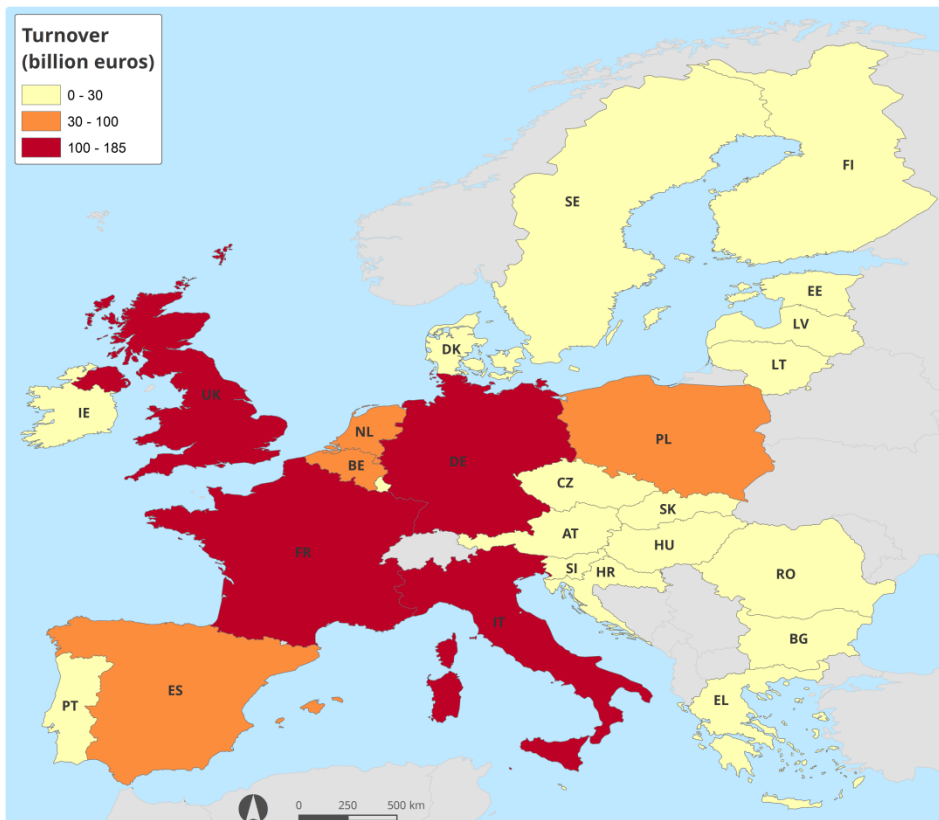 Turnover
(billion euros)
0 - 30
30 - 100
100 - 185
FI
SE
EE
LV
DK
LT
UK
IE
NL
PL
BE
DE
CZ
SK
AT
HU
FR
SI
HR
RO
IT
BG
ES
PT
EL
0 250 500 km